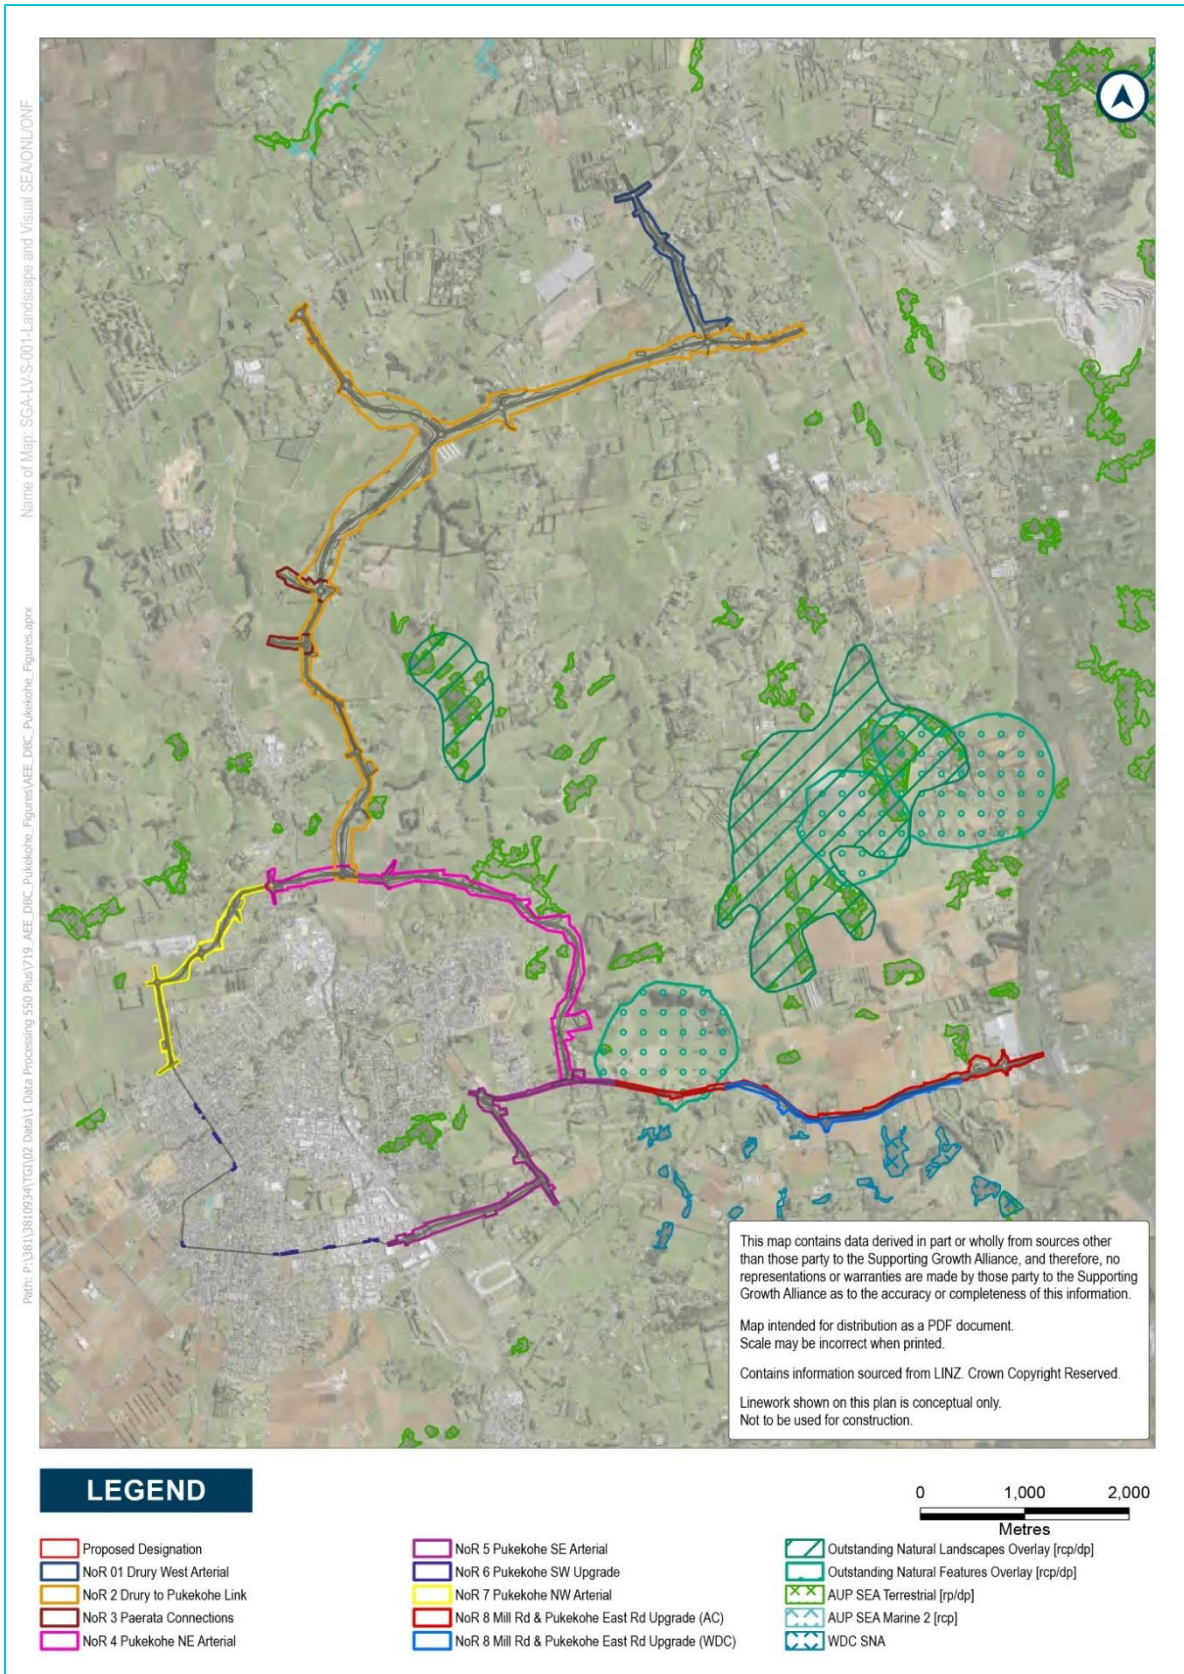 Name of Map: SGA-LV-S-001-Landscape and Visual SEA/ONL/ONF
Path: P:\381\3810934\TGI\02 Data\1 Data Processing 550 Plus\719_AEE_DBC_Pukekohe_Figures\AEE_DBC_Pukekohe_Figures.aprx
This map contains data derived in part or wholly from sources other
than those party to the Supporting Growth Alliance, and therefore, no
representations or warranties are made by those party to the Supporting
Growth Alliance as to the accuracy or completeness of this information.
Map intended for distribution as a PDF document.
Scale may be incorrect when printed.
Contains information sourced from LINZ. Crown Copyright Reserved.
Linework shown on this plan is conceptual only.
Not to be used for construction.
LEGEND
0 1,000 2,000
Metres
Proposed Designation
NoR 01 Drury West Arterial
NoR 2 Drury to Pukekohe Link
NoR 3 Paerata Connections
NoR 4 Pukekohe NE Arterial
NoR 5 Pukekohe SE Arterial
NoR 6 Pukekohe SW Upgrade
NoR 7 Pukekohe NW Arterial
NoR 8 Mill Rd & Pukekohe East Rd Upgrade (AC)
NoR 8 Mill Rd & Pukekohe East Rd Upgrade (WDC)
Outstanding Natural Landscapes Overlay [rcp/dp]
Outstanding Natural Features Overlay [rcp/dp]
AUP SEA Terrestrial [rp/dp]
AUP SEA Marine 2 [rcp]
WDC SNA